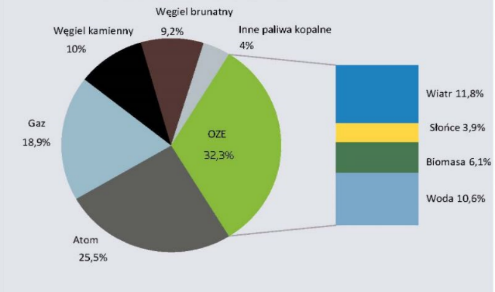 Węgiel brunatny
9,2%
Węgiel kamienny
10%
Inne paliwa kopalne
4%
Gaz
18,9%
OZE
32,3%
Atom
25,5%
Wiatr 11,8%
Słońce 3,9%
Biomasa 6,1%
Woda 10,6%